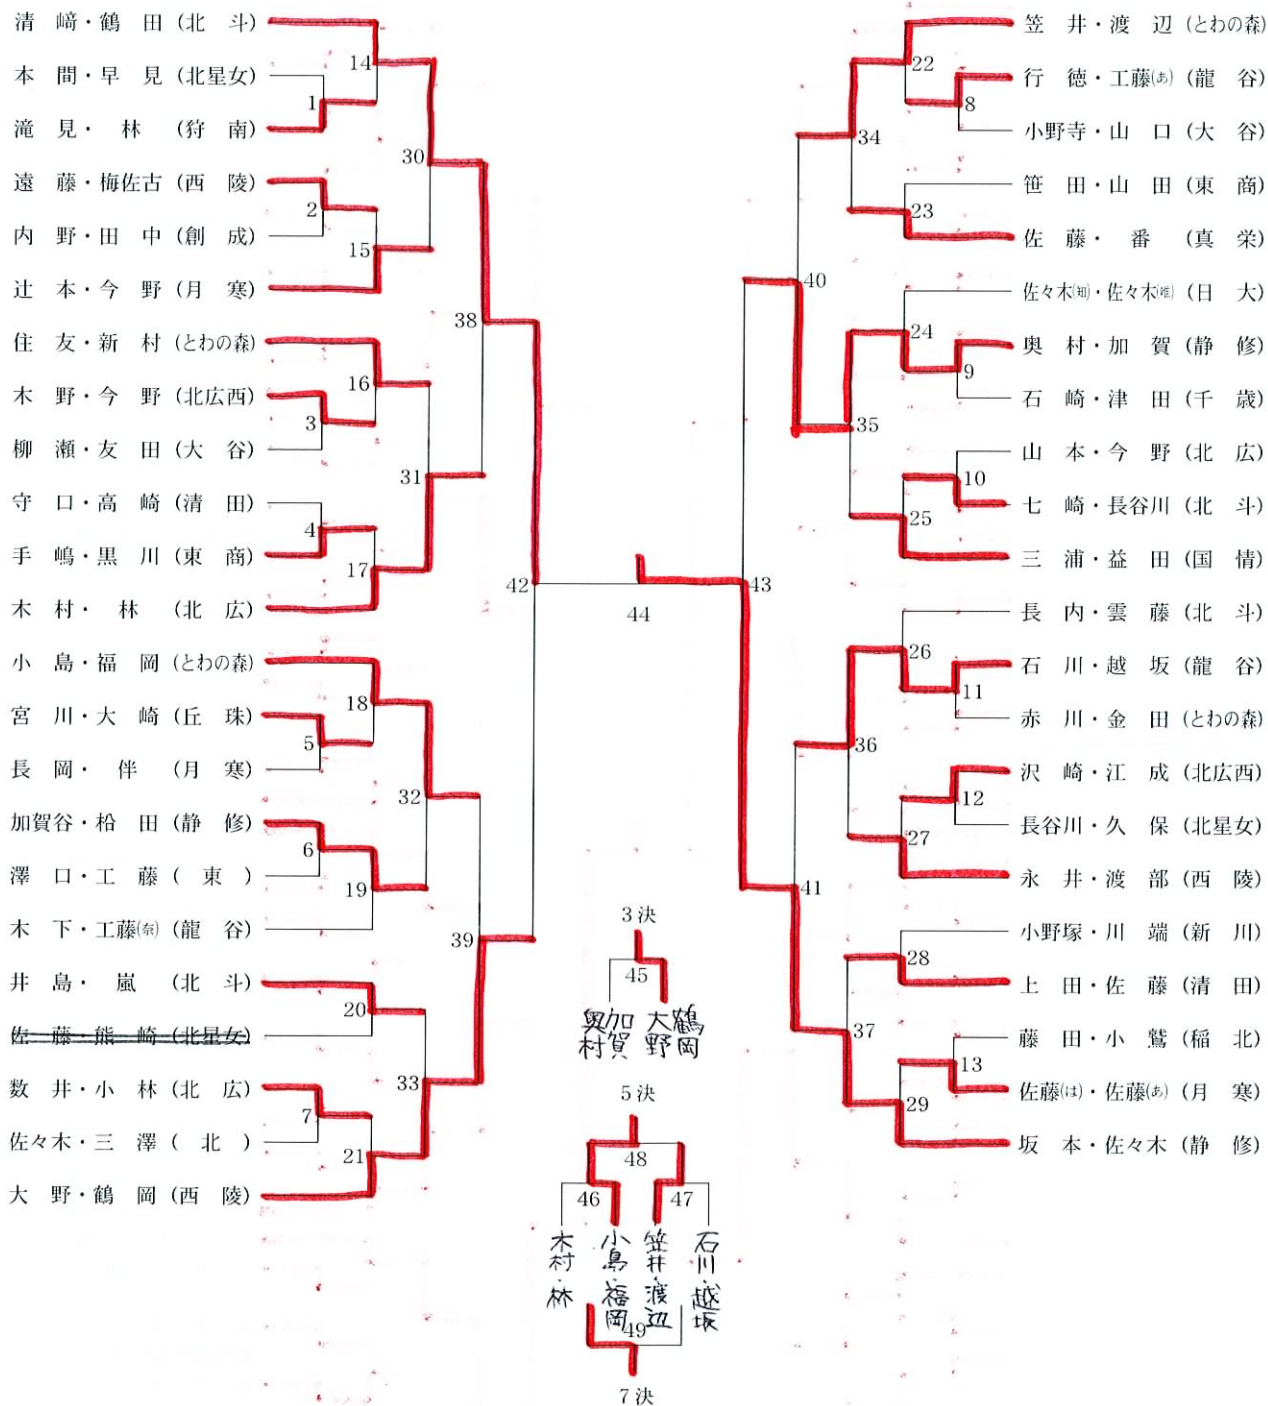 清﨑・鶴田（北斗）
本間・早見（北星女）
滝見・林（狩南）
遠藤・梅佐古（西陵）
内野・田中（創成）
辻本・今野（月寒）
住友・新村（とわの森）
木野・今野（北広西）
柳瀬・友田（大谷）
守口・高崎（清田）
手嶋・黒川（東商）
木村・林（北広）
小島・福岡（とわの森）
宮川・大崎（丘珠）
長岡・伴（月寒）
加賀谷・枱田（静修）
澤口・工藤（東）
木下・工藤㈮（龍谷）
井島・嵐（北斗）
佐藤・熊崎（北星女）
数井・小林（北広）
佐々木・三澤（北）
大野・鶴岡（西陵）
14
1
30
2
15
38
16
3
31
4
17
42
18
5
32
6
19
39
20
33
7
21
44
43
3決
45
奥村
加賀
大野
鶴岡
5決
48
46
47
木村・林
小島・福岡
笠井・渡辺
石川・越坂
49
7決
22
8
34
23
40
24
9
35
10
25
26
11
36
12
27
41
28
37
13
29
笠井・渡辺（とわの森）
行徳・工藤(あ)（龍谷）
小野寺・山口（大谷）
笹田・山田（東商）
佐藤・番（真栄）
佐々木(知)・佐々木(唯)（日大）
奥村・加賀（静修）
石崎・津田（千歳）
山本・今野（北広）
七崎・長谷川（北斗）
三浦・益田（国情）
長内・雲藤（北斗）
石川・越坂（龍谷）
赤川・金田（とわの森）
沢崎・江成（北広西）
長谷川・久保（北星女）
永井・渡部（西陵）
小野塚・川端（新川）
上田・佐藤（清田）
藤田・小鷲（稲北）
佐藤(は)・佐藤(あ)（月寒）
坂本・佐々木（静修）